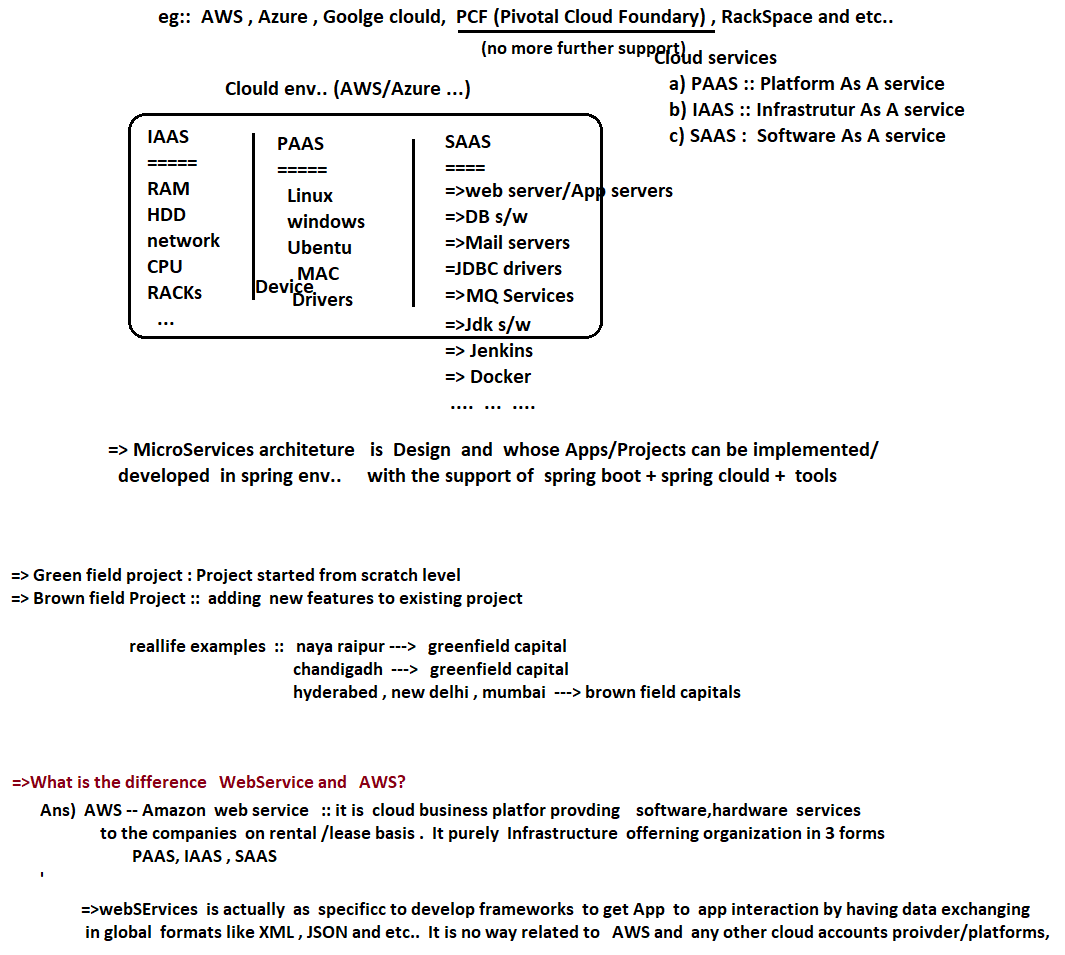 eg:: AWS , Azure , Goolge clould, PCF (Pivotal Cloud Foundary) , RackSpace and etc..
(no more further support)
Cloud services
a) PAAS :: Platform As A service
b) IAAS :: Infrastrutur As A service
c) SAAS : Software As A service
Clould env.. (AWS/Azure ...)
IAAS
=====
RAM
HDD
network
CPU
RACKs
...
PAAS
=====
Linux
windows
Ubentu
MAC
Device
Drivers
SAAS
====
=>web server/App servers
=>DB s/w
=>Mail servers
=JDBC drivers
=>MQ Services
=>Jdk s/w
=> Jenkins
=> Docker
.... ... ....
=> MicroServices architeture is Design and whose Apps/Projects can be implemented/
developed in spring env.. with the support of spring boot + spring clould + tools
=> Green field project : Project started from scratch level
=> Brown field Project :: adding new features to existing project
reallife examples :: naya raipur ---> greenfield capital
chandigadh ---> greenfield capital
hyderabed , new delhi , mumbai ---> brown field capitals
=>What is the difference WebService and AWS?
Ans) AWS -- Amazon web service :: it is cloud business platfor provding software,hardware services
to the companies on rental /lease basis . It purely Infrastructure offerning organization in 3 forms
PAAS, IAAS , SAAS
'
=>webSErvices is actually as specificc to develop frameworks to get App to app interaction by having data exchanging
in global formats like XML , JSON and etc.. It is no way related to AWS and any other cloud accounts proivder/platforms,